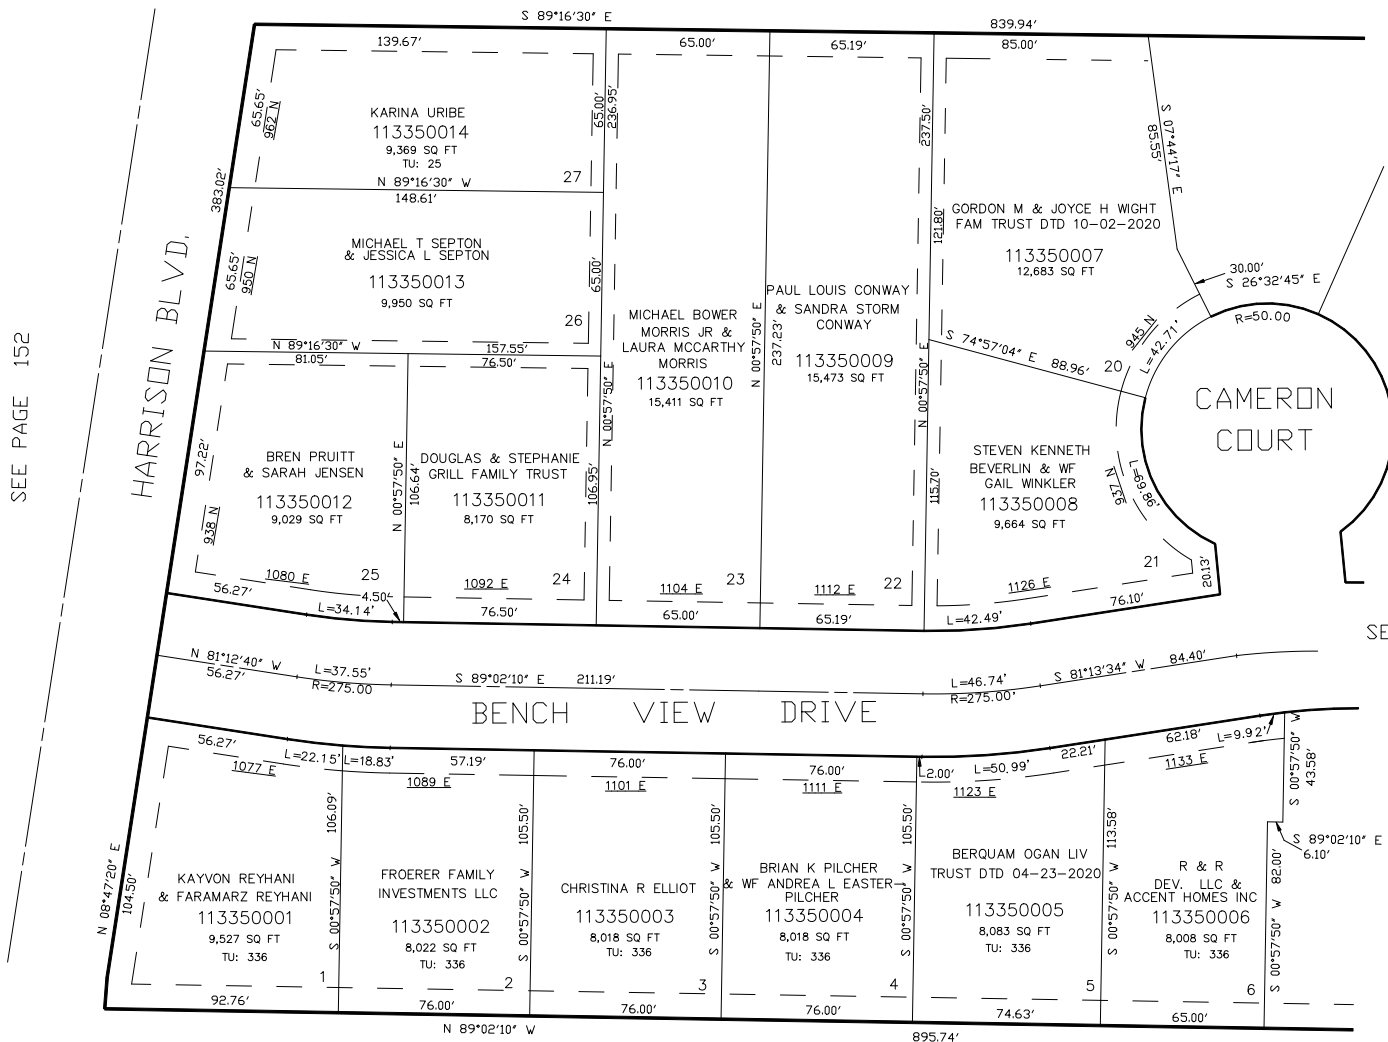 S 89°16'30" E
839.94'
139.67'
65.00'
65.19'
85.00'
65.65'
962 N
KARINA URIBE
113350014
9,369 SQ FT
TU: 25
27
65.00'
236.95'
237.50'
S 07°44'17" E
85.55'
383.02'
N 89°16'30" W
148.61'
MICHAEL T SEPTON
& JESSICA L SEPTON
113350013
9,950 SQ FT
26
65.65'
950 N
65.00'
121.80'
GORDON M & JOYCE H WIGHT
FAM TRUST DTD 10-02-2020
113350007
12,683 SQ FT
30.00'
S 26°32'45" E
R=50.00
945 N
L=42.71'
20
SEE PAGE 152
HARRISON BLVD.
MICHAEL BOWER
MORRIS JR &
LAURA MCCARTHY
MORRIS
113350010
15,411 SQ FT
N 00°57'50" E
237.23'
PAUL LOUIS CONWAY
& SANDRA STORM
CONWAY
113350009
15,473 SQ FT
N 00°57'50" E
S 74°57'04" E 88.96'
N 89°16'30" W
157.55'
81.05'
76.50'
N 00°57'50" E
CAMERON
COURT
97.22'
938 N
BREN PRUITT
& SARAH JENSEN
113350012
9,029 SQ FT
N 00°57'50" E
106.64'
DOUGLAS & STEPHANIE
GRILL FAMILY TRUST
113350011
8,170 SQ FT
106.95'
115.70'
STEVEN KENNETH
BEVERLIN & WF
GAIL WINKLER
113350008
9,664 SQ FT
937 N
L=69.86'
21
20.13'
1080 E
25
4.50'
1092 E
24
1104 E
23
1112 E
22
1126 E
56.27'
L=34.14'
76.50'
65.00'
65.19'
L=42.49'
76.10'
SE
N 81°12'40" W
56.27'
L=37.55'
R=275.00
S 89°02'10" E 211.19'
L=46.74'
R=275.00'
S 81°13'34" W 84.40'
BENCH VIEW DRIVE
56.27'
1077 E
L=22.15'
L=18.83'
57.19'
1089 E
76.00'
1101 E
76.00'
1111 E
2.00'
L=50.99'
1123 E
22.21'
62.18'
1133 E
L=9.92'
S 00°57'50" W
43.58'
N 08°47'20" E
104.50'
KAYVON REYHANI
& FARAMARZ REYHANI
113350001
9,527 SQ FT
TU: 336
1
S 00°57'50" W 106.09'
FROERER FAMILY
INVESTMENTS LLC
113350002
8,022 SQ FT
TU: 336
2
S 00°57'50" W 105.50'
CHRISTINA R ELLIOT
113350003
8,018 SQ FT
TU: 336
3
S 00°57'50" W 105.50'
BRIAN K PILCHER
& WF ANDREA L EASTER-
PILCHER
113350004
8,018 SQ FT
TU: 336
4
S 00°57'50" W 105.50'
BERQUAM OGAN LIV
TRUST DTD 04-23-2020
113350005
8,083 SQ FT
TU: 336
5
S 00°57'50" W 113.58'
R & R
DEV. LLC &
ACCENT HOMES INC
113350006
8,008 SQ FT
TU: 336
6
S 00°57'50" W 82.00'
S 89°02'10" E
6.10'
92.76'
76.00'
76.00'
76.00'
74.63'
65.00'
N 89°02'10" W
895.74'